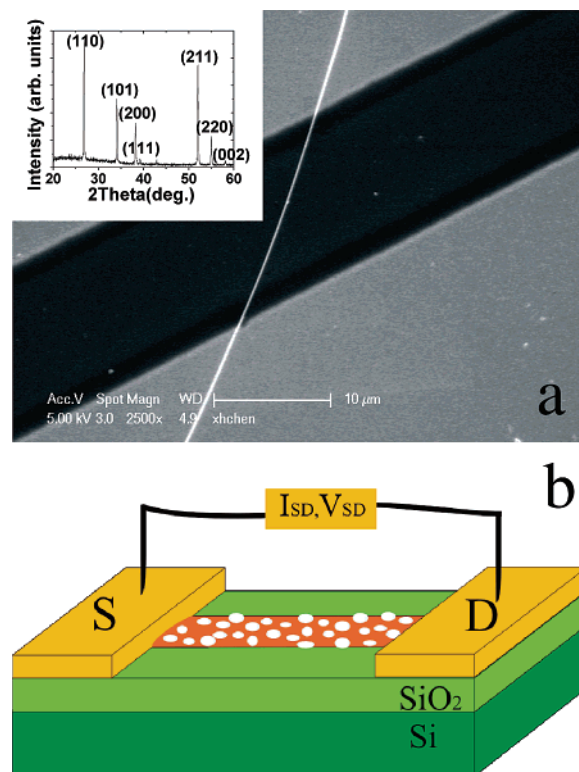 Intensity (arb. units)
(110)
(101)
(200)
(111)
(211)
(220)
(002)
20 30 40 50 60
2Theta(deg.)
Acc.V Spot Magn WD 10 μm
5.00 kV 3.0 2500x 4.9 xhchen
a
b
ISD,VSD
S
D
SiO2
Si